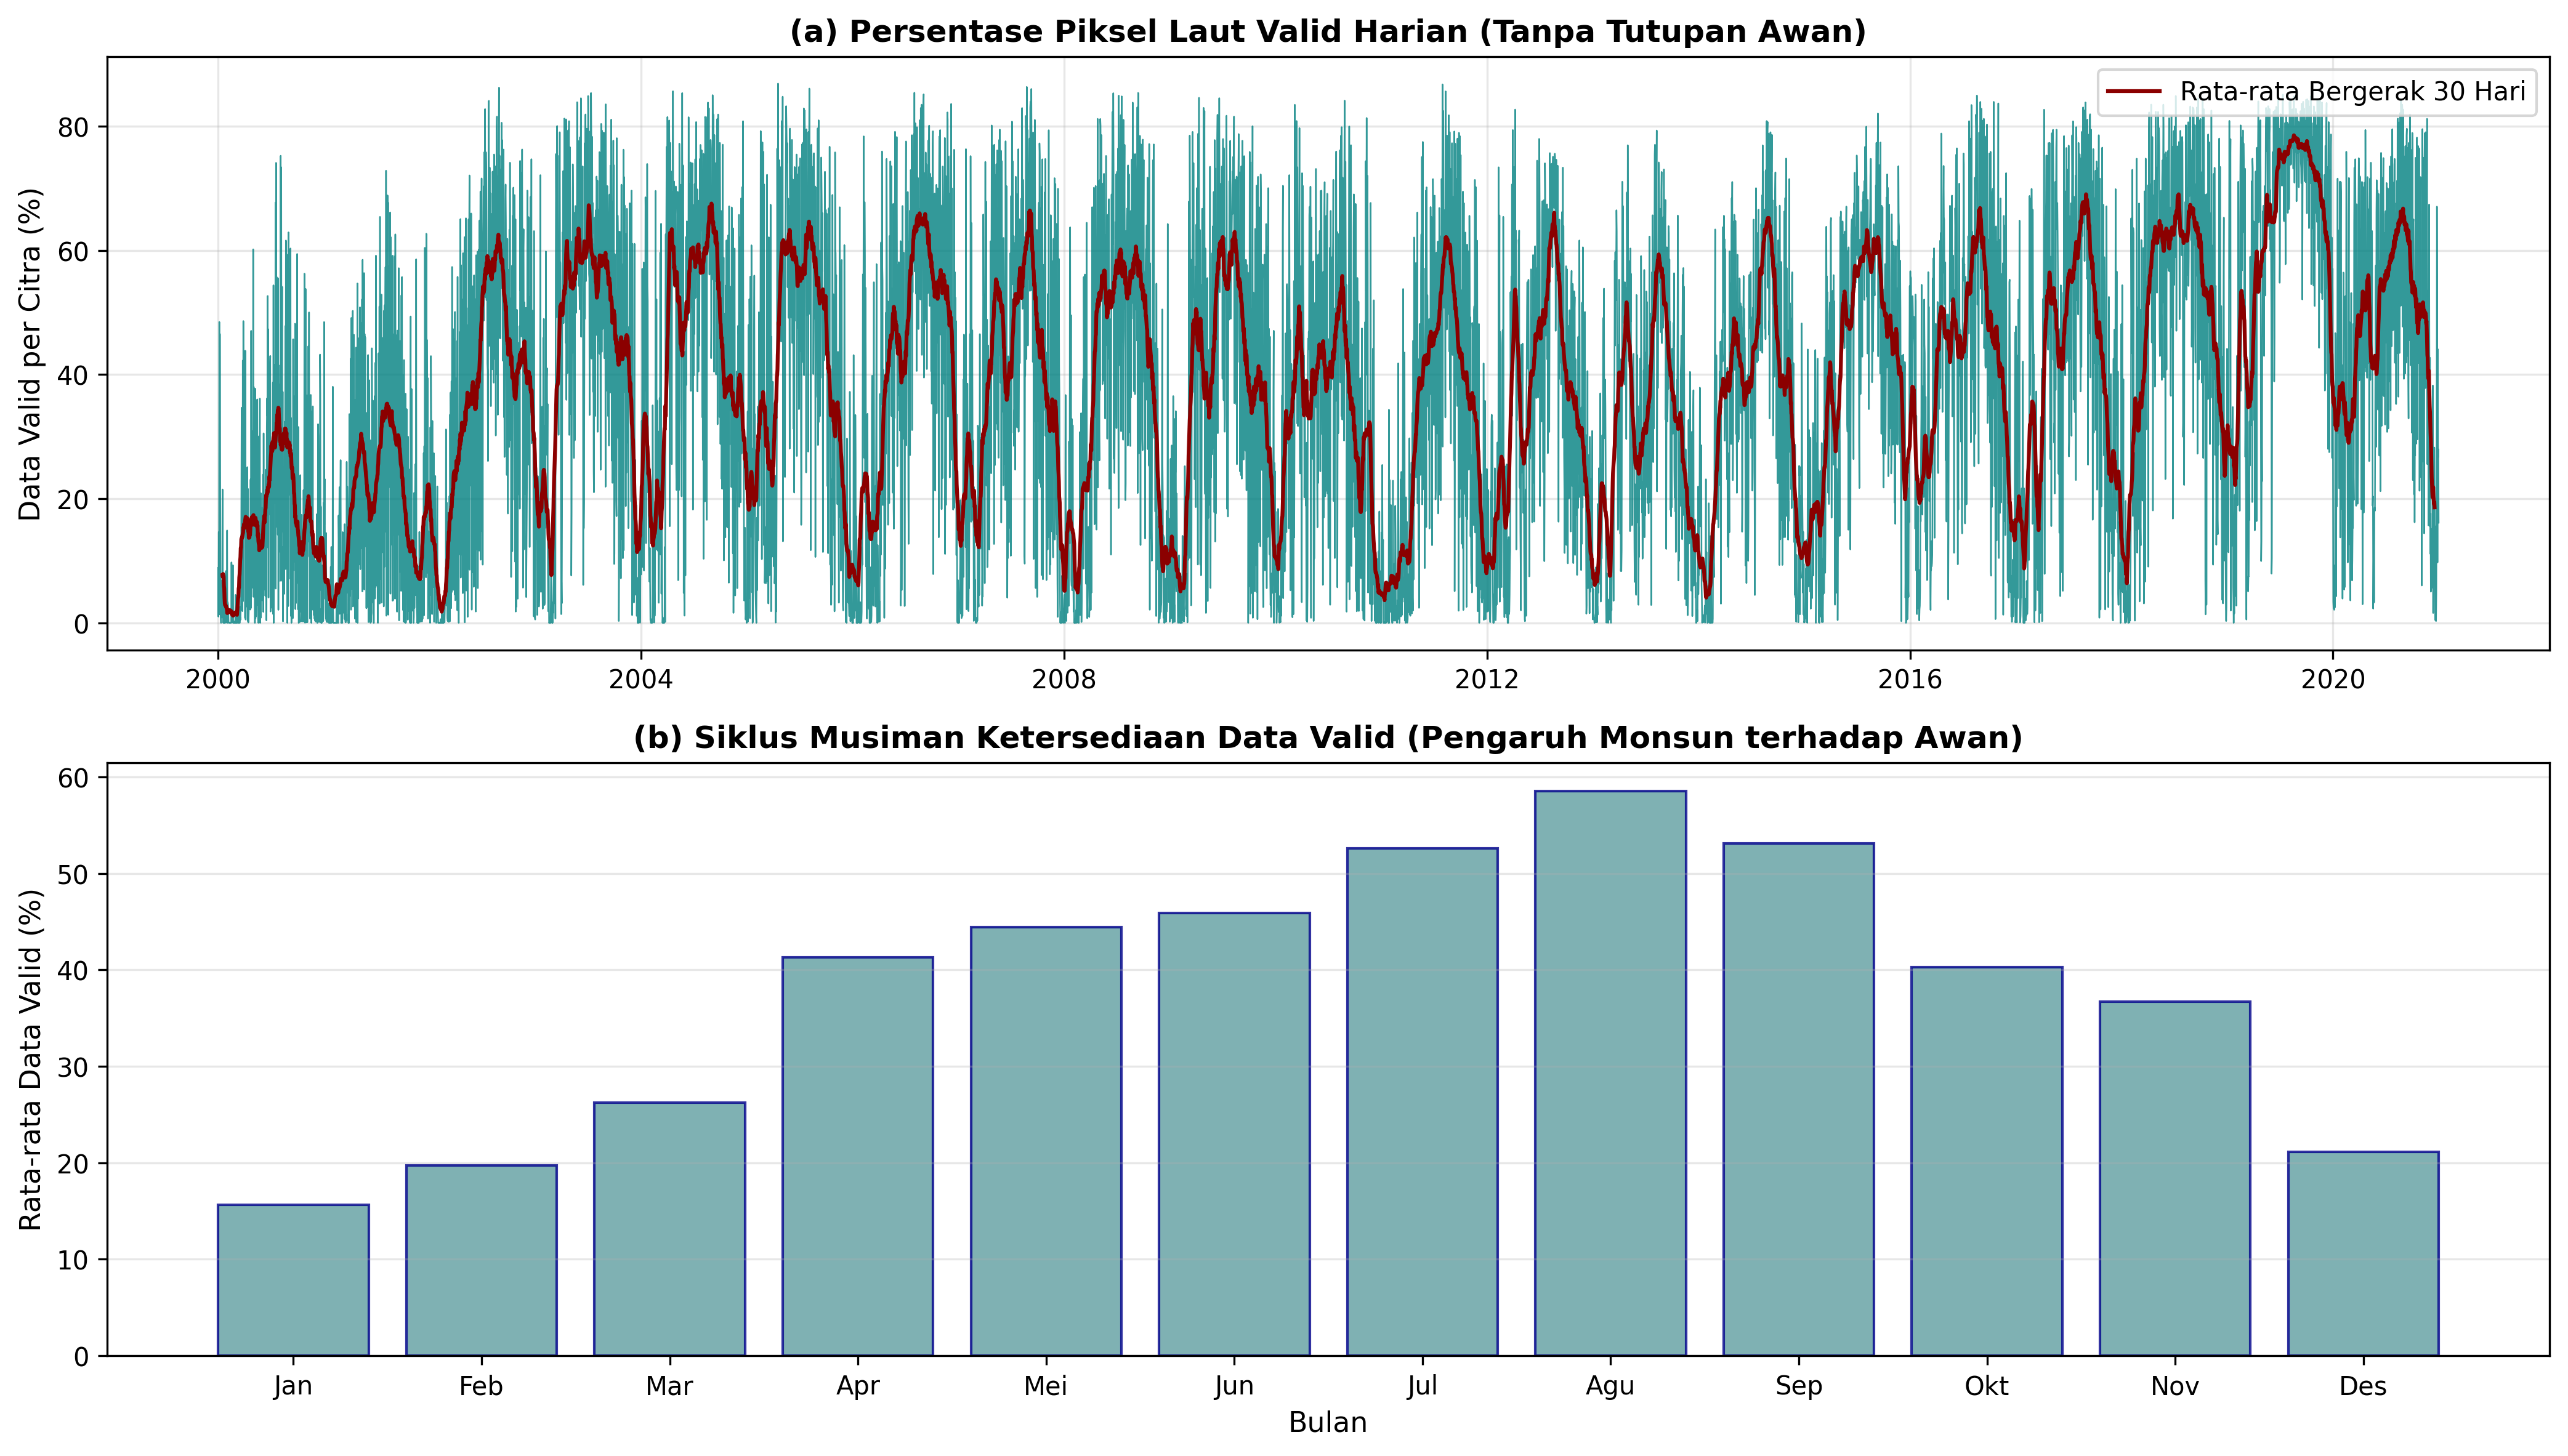 (a) Persentase Piksel Laut Valid Harian (Tanpa Tutupan Awan)
Rata-rata Bergerak 30 Hari
Data Valid per Citra (%)
80
60
40
20
0
2000 2004 2008 2012 2016 2020
(b) Siklus Musiman Ketersediaan Data Valid (Pengaruh Monsun terhadap Awan)
Rata-rata Data Valid (%)
60
50
40
30
20
10
0
Jan Feb Mar Apr Mei Jun Jul Agu Sep Okt Nov Des
Bulan